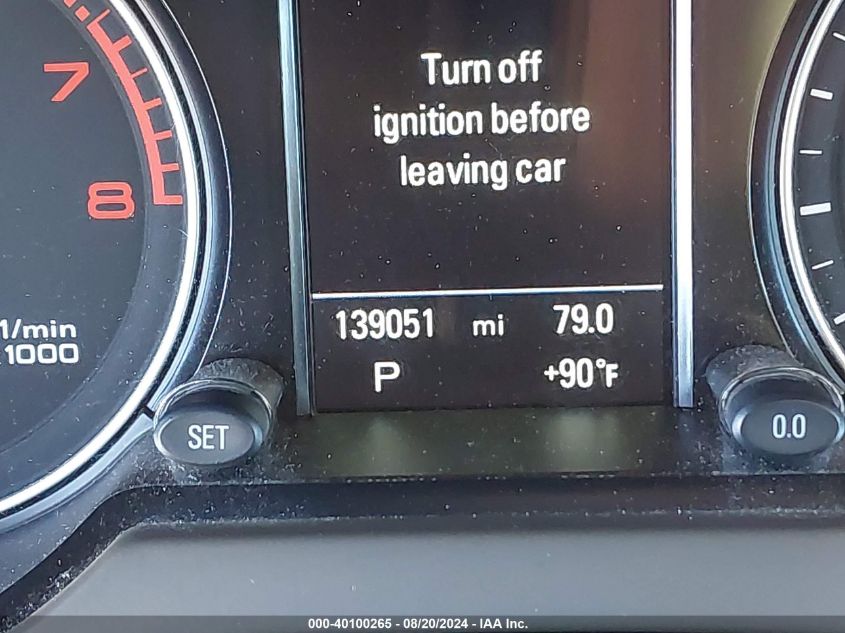 Turn off
ignition before
leaving car
7
8
139051 mi 79.0
P +90°F
1/min
x 1000
SET
0.0
000-40100265 - 08/20/2024 - IAA Inc.